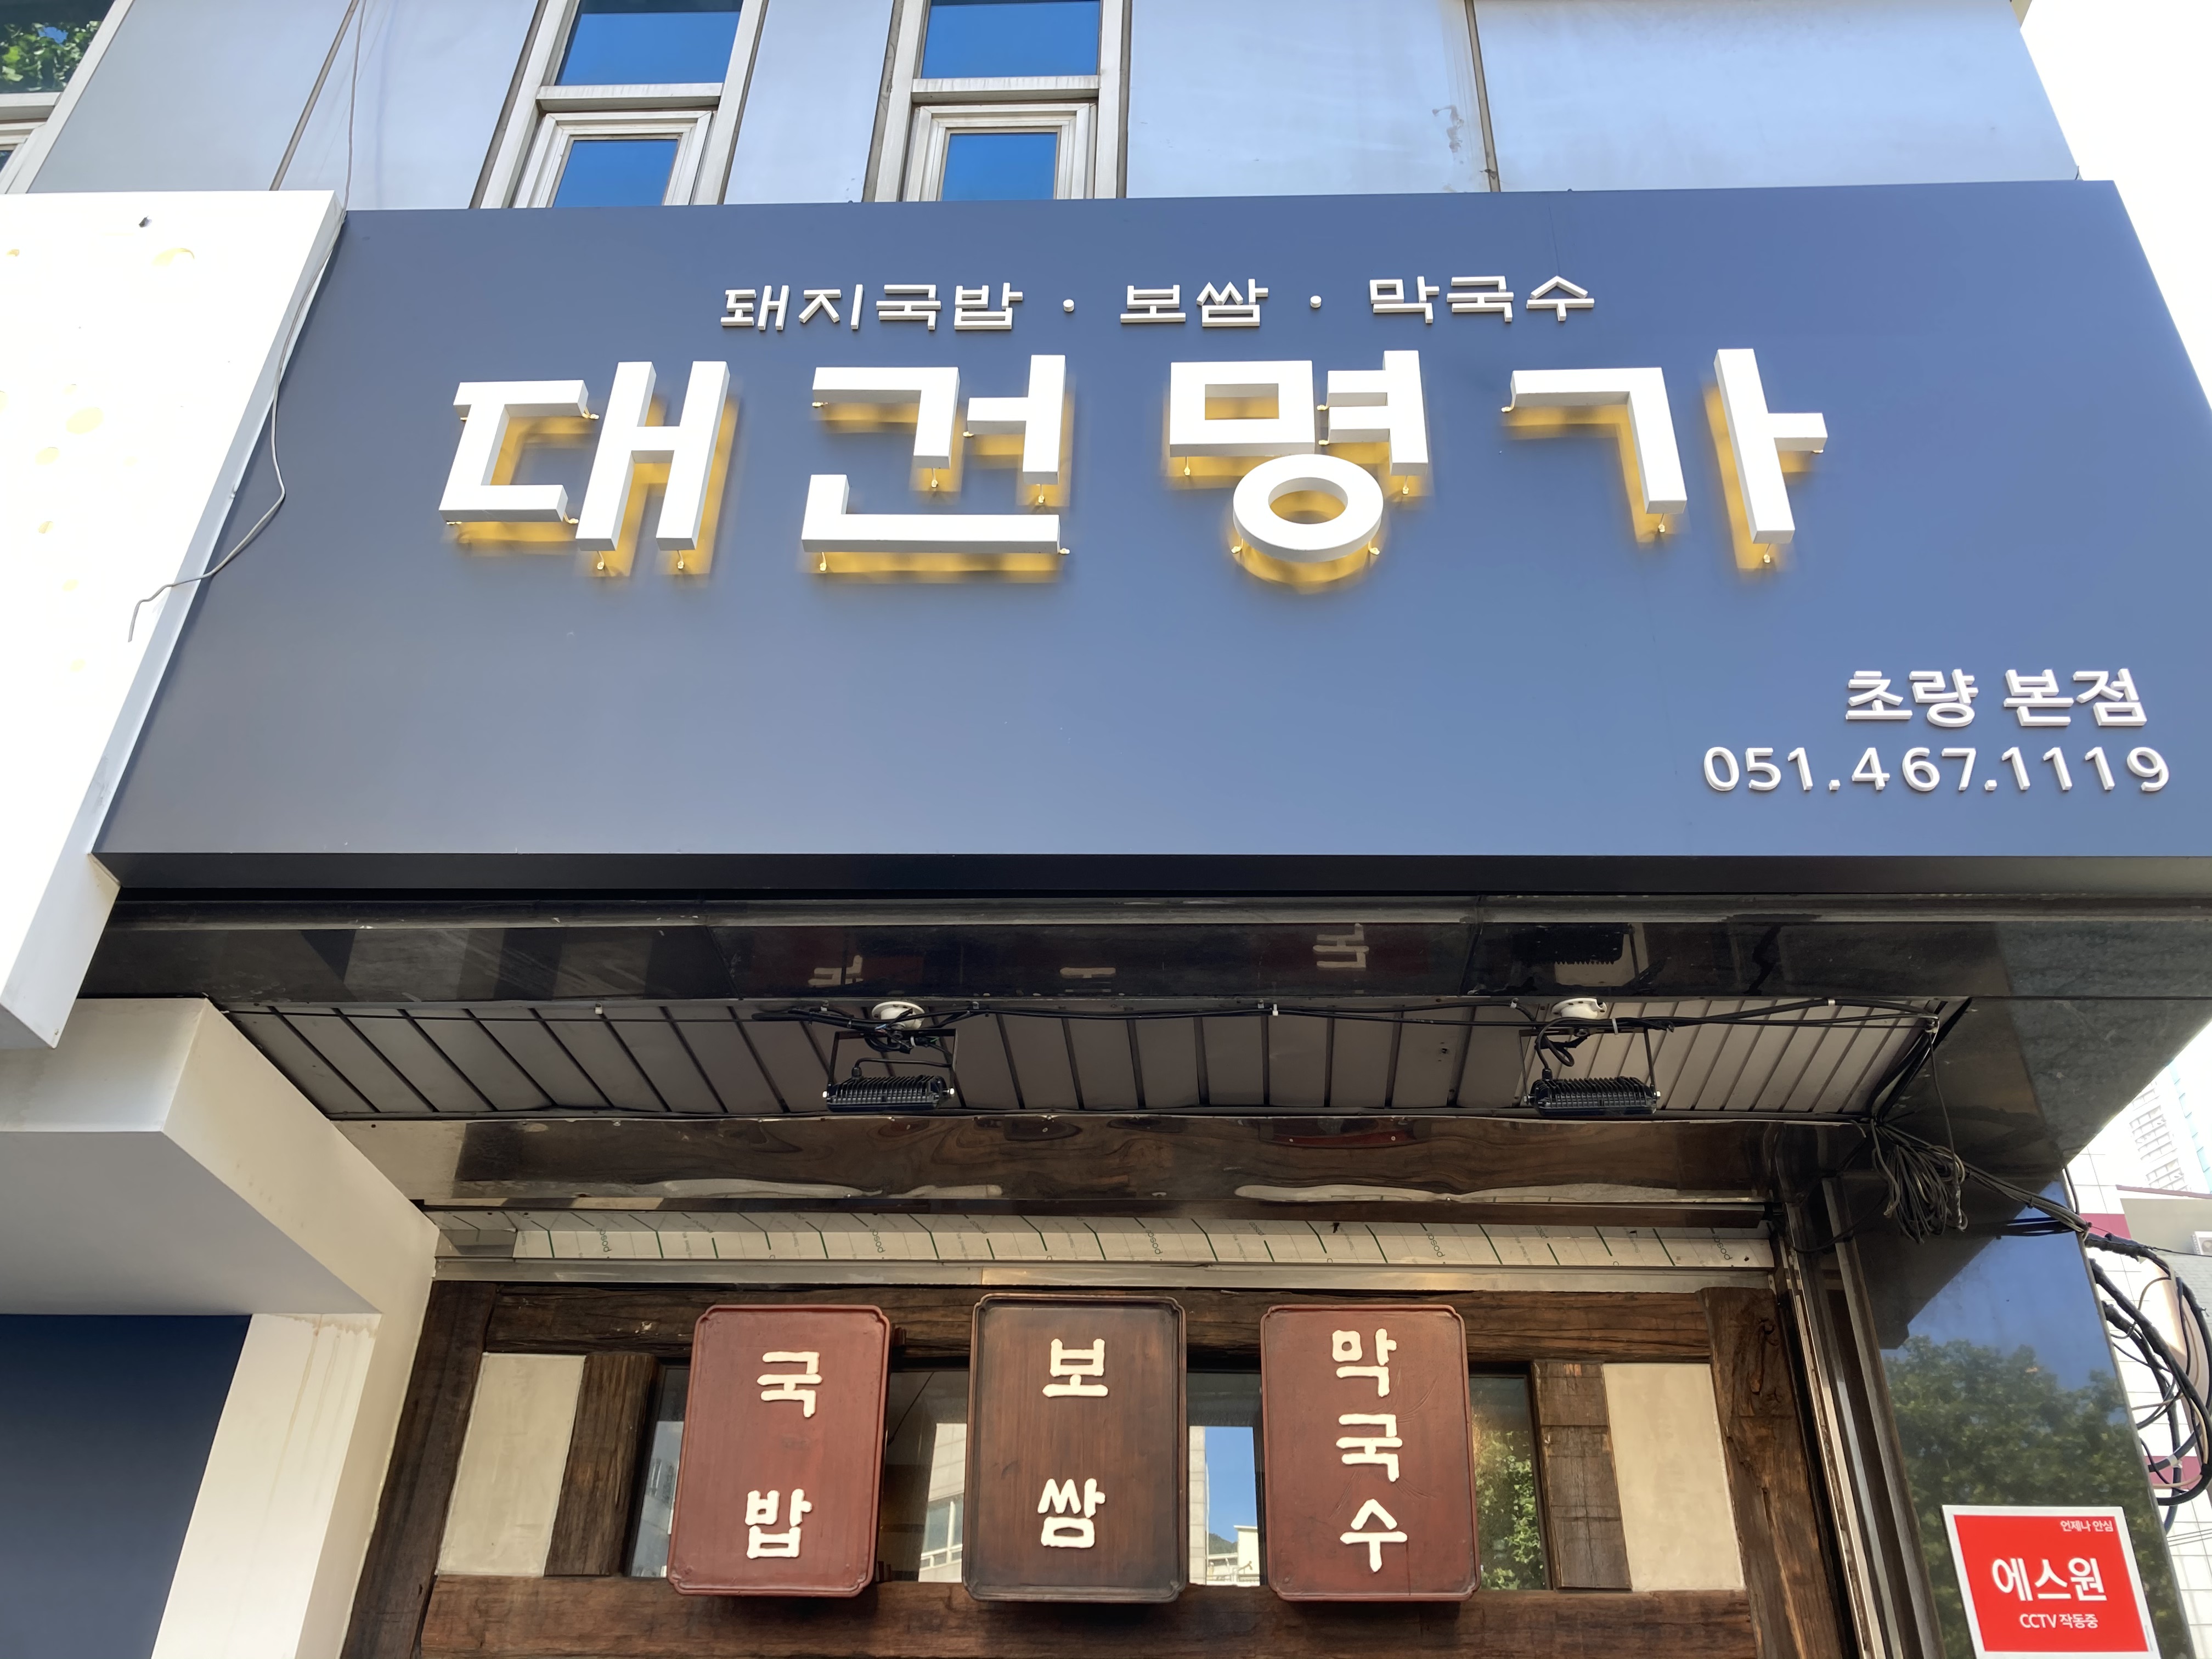 돼지국밥 · 보쌈 · 막국수
대건명가
초량 본점
051.467.1119
국밥
보쌈
막국수
언제나 안심
에스원
CCTV 작동중